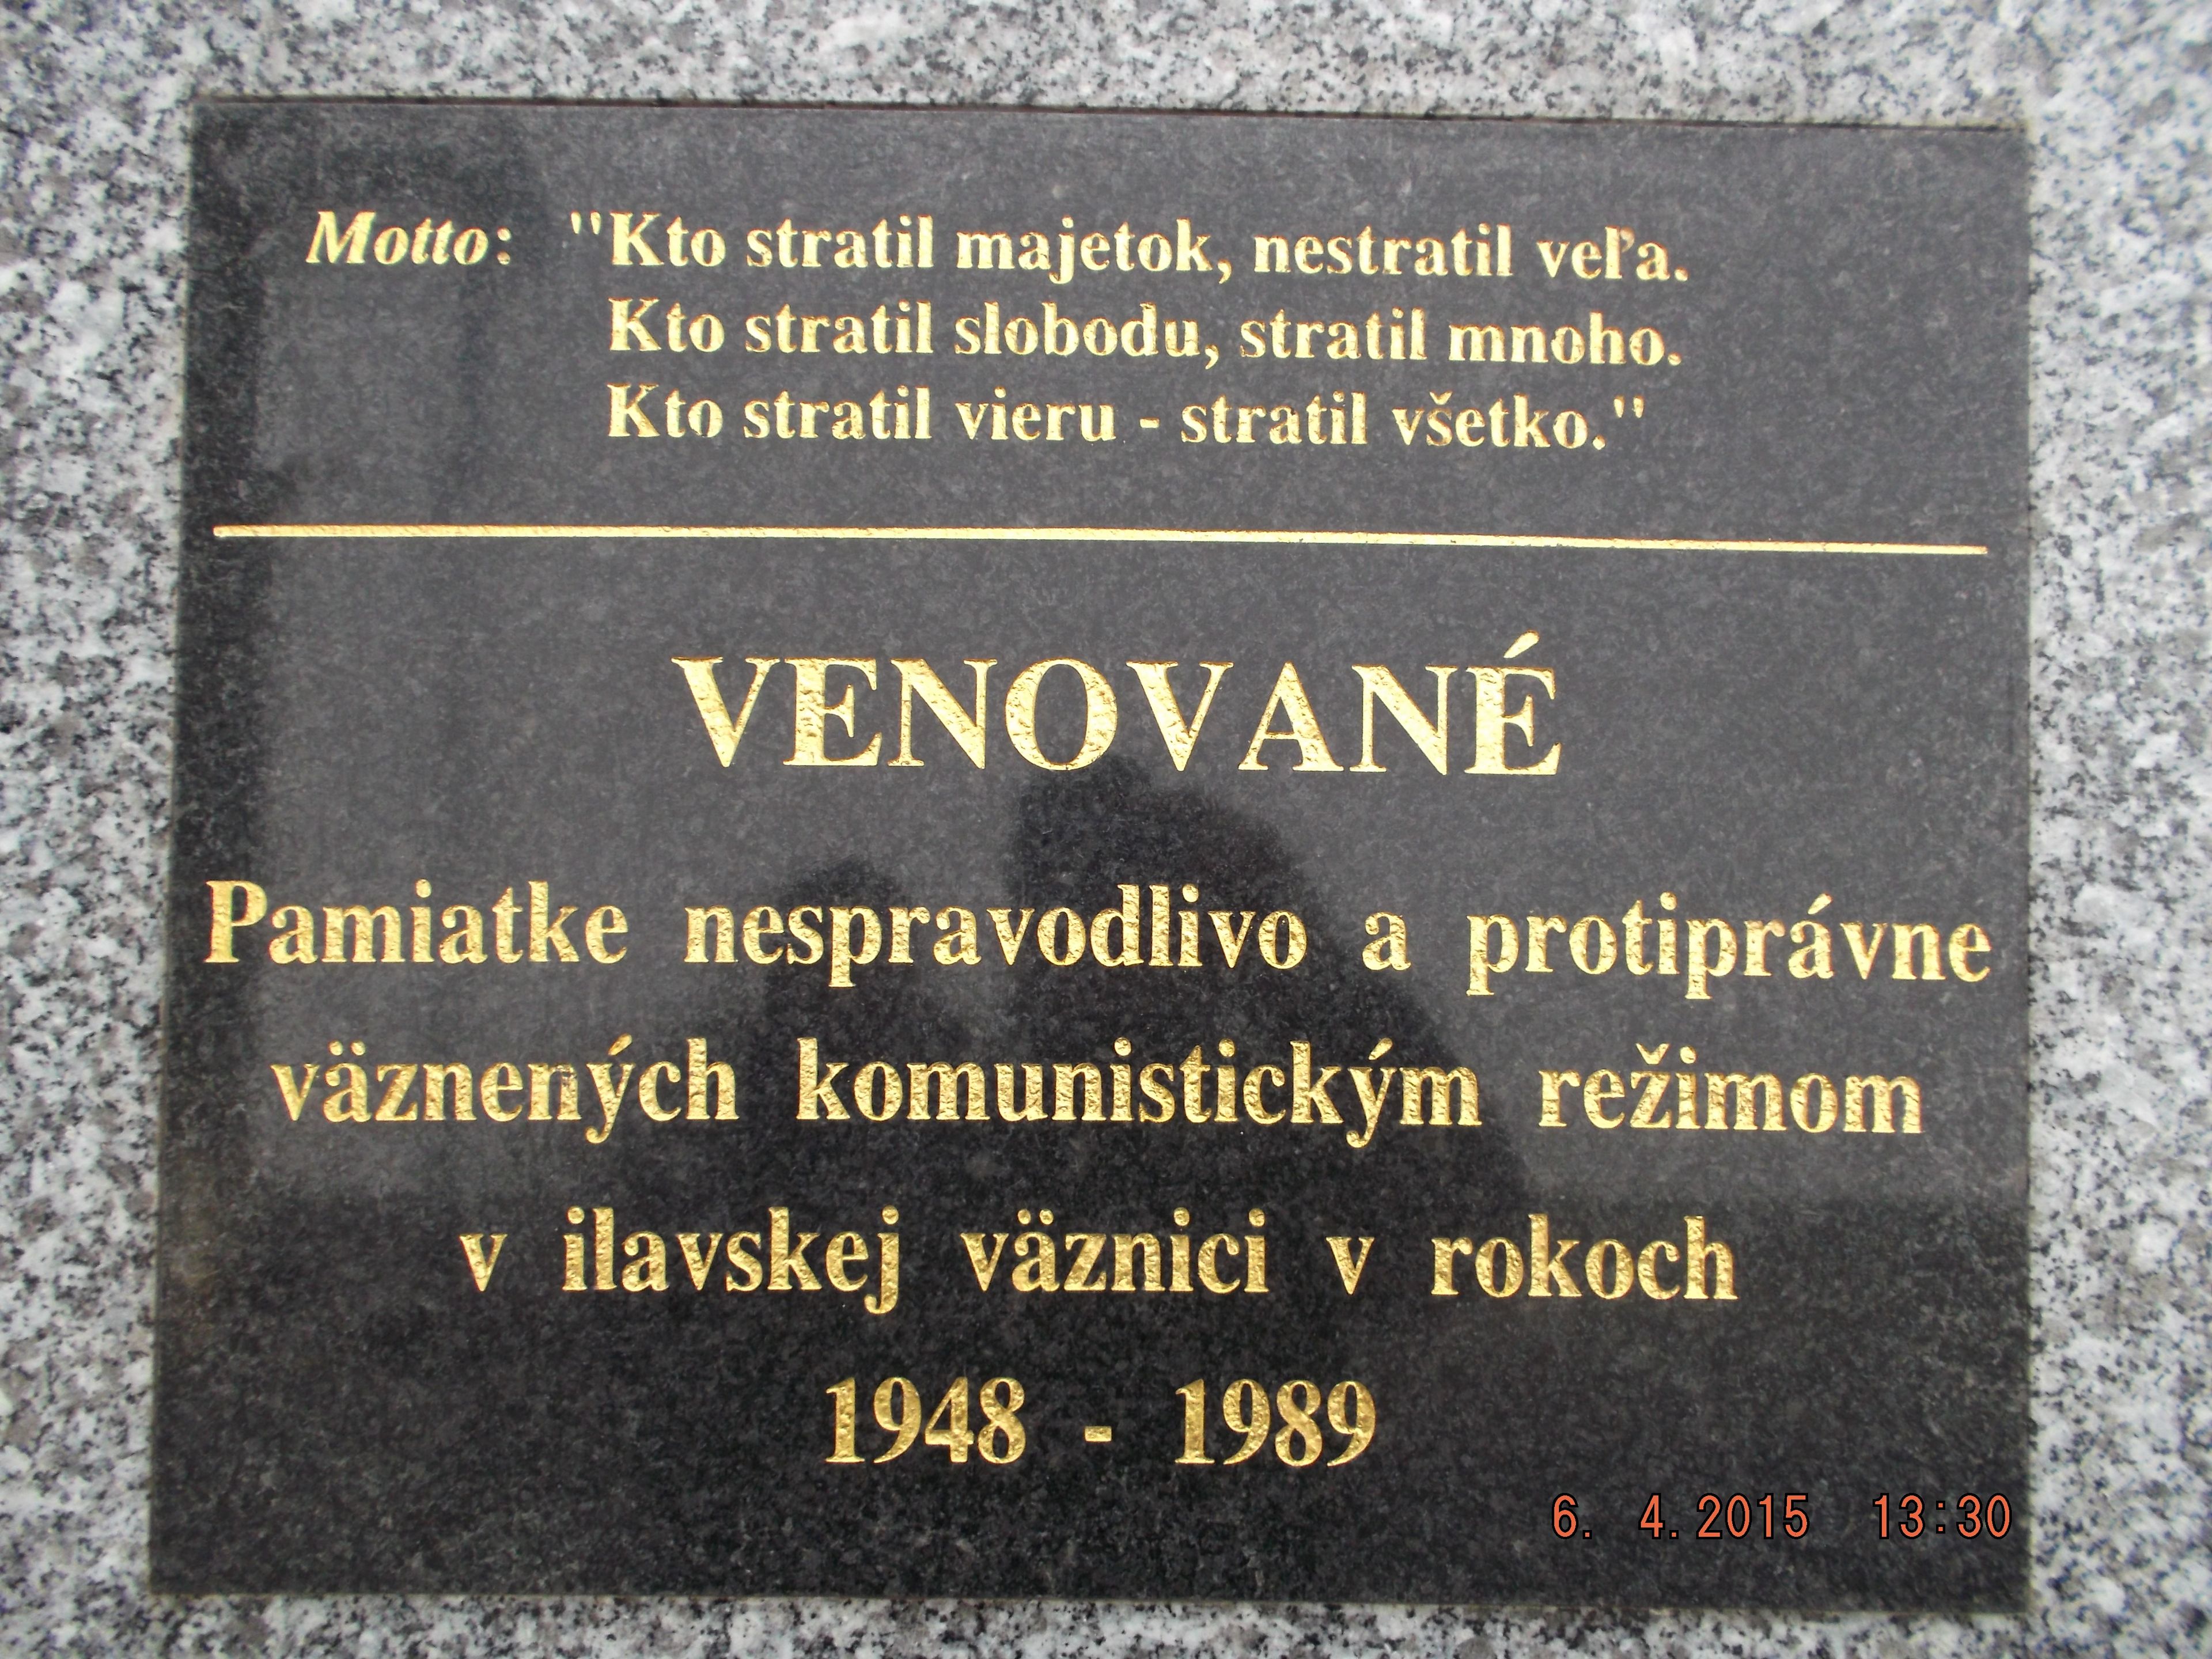 Motto: "Kto stratil majetok, nestratil veľa.
Kto stratil slobodu, stratil mnoho.
Kto stratil vieru - stratil všetko."
VENOVANÉ
Pamiatke nespravodlivo a protiprávne
väznených komunistickým režimom
v ilavskej väznici v rokoch
1948 - 1989
6. 4.2015 13:30